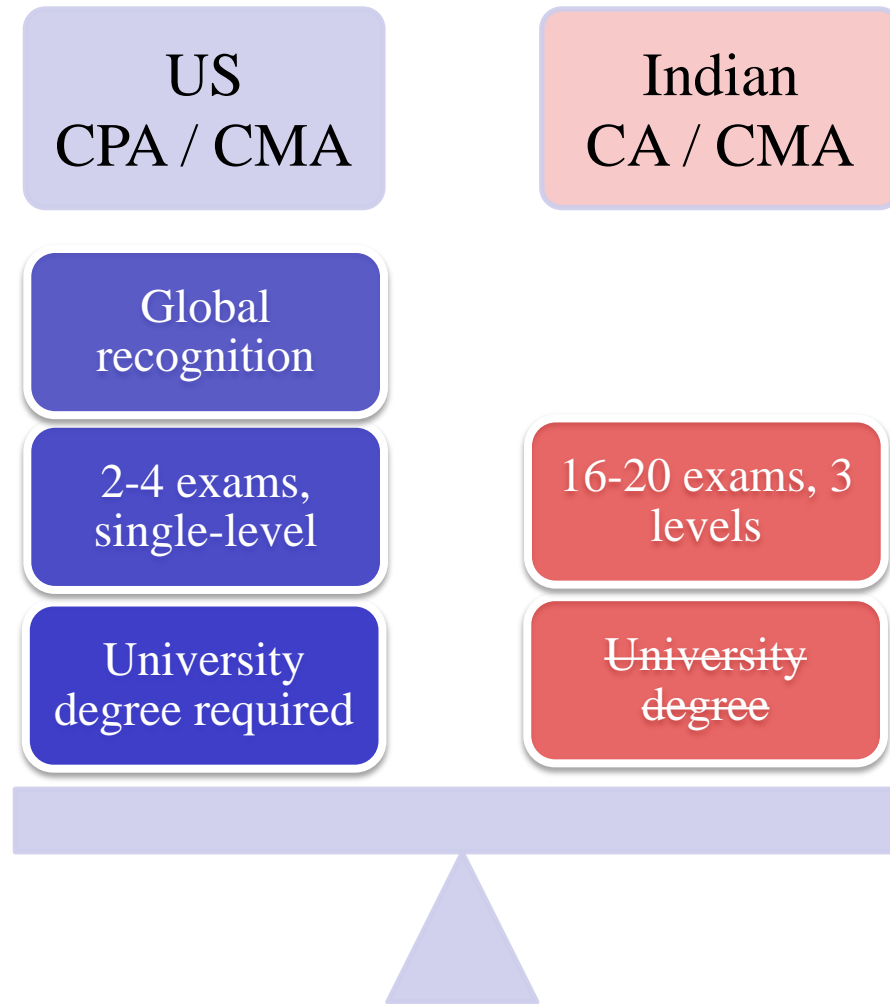 US
CPA / CMA
Indian
CA / CMA
Global
recognition
2-4 exams,
single-level
University
degree required
16-20 exams, 3
levels
University
degree